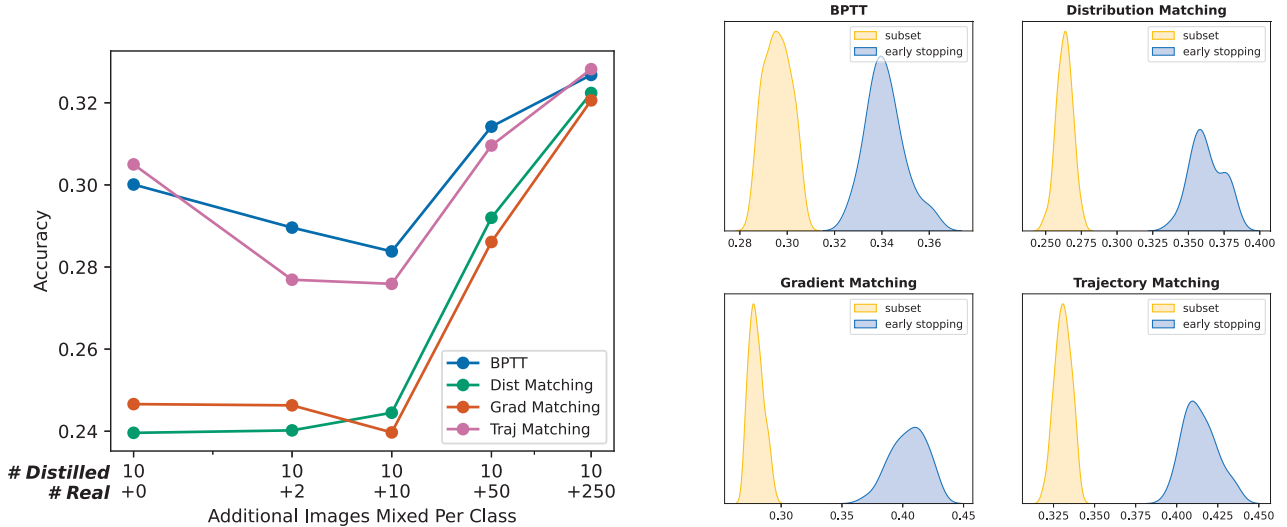 Accuracy
0.32
0.30
0.28
0.26
0.24
BPTT
Dist Matching
Grad Matching
Traj Matching
# Distilled 10 10 10 10 10
# Real +0 +2 +10 +50 +250
Additional Images Mixed Per Class
BPTT
subset
early stopping
0.28 0.30 0.32 0.34 0.36
Distribution Matching
subset
early stopping
0.250 0.275 0.300 0.325 0.350 0.375 0.400
Gradient Matching
subset
early stopping
0.30 0.35 0.40 0.45
Trajectory Matching
subset
early stopping
0.325 0.350 0.375 0.400 0.425 0.450